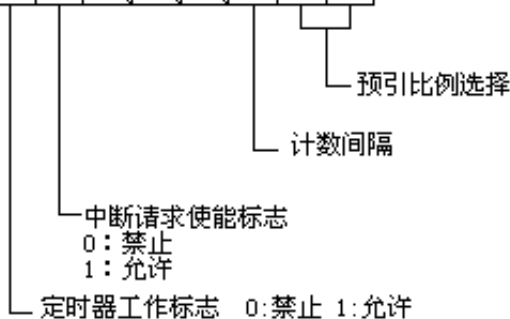 预引比例选择
计数间隔
中断请求使能标志
0：禁止
1：允许
定时器工作标志 0:禁止 1:允许